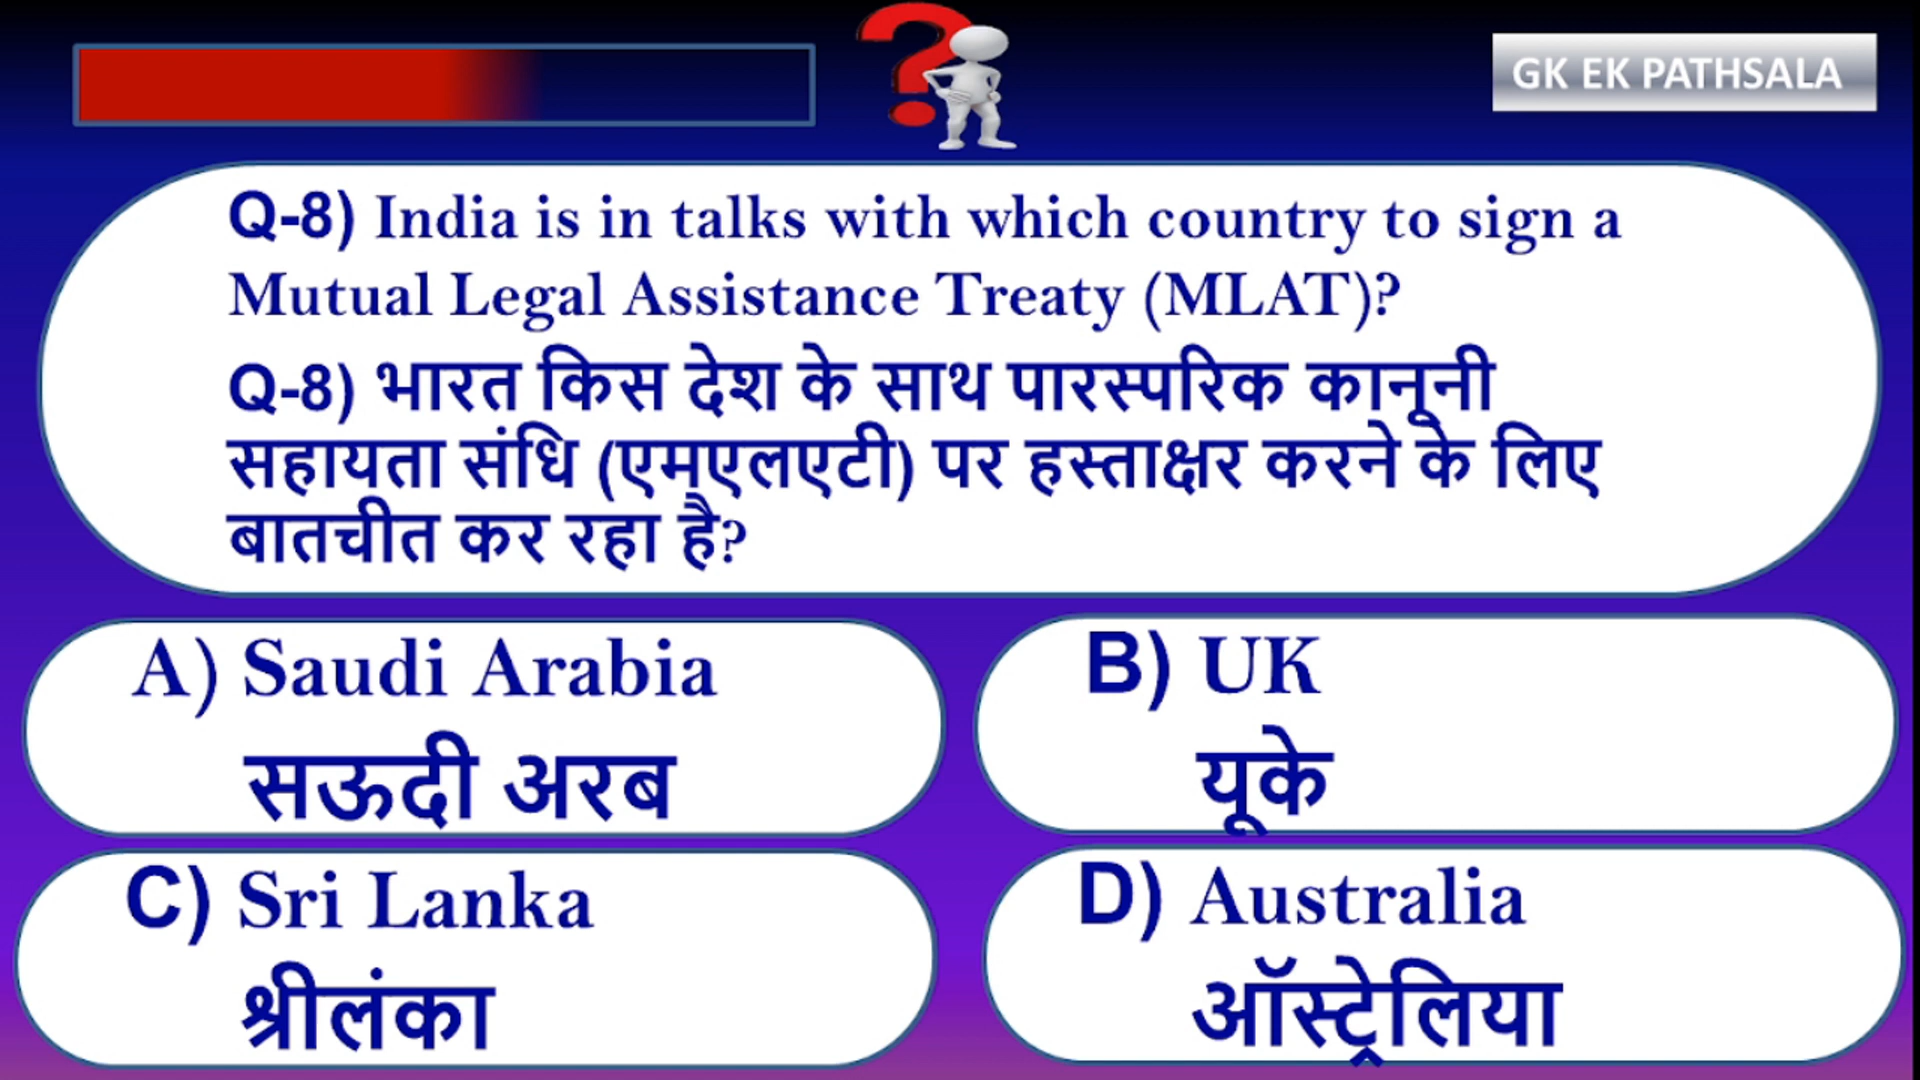 GK EK PATHSALA
Q-8) India is in talks with which country to sign a
Mutual Legal Assistance Treaty (MLAT)?
Q-8) भारत किस देश के साथ पारस्परिक कानूनी
सहायता संधि (एमएलएटी) पर हस्ताक्षर करने के लिए
बातचीत कर रहा है?
A) Saudi Arabia
सऊदी अरब
B) UK
यूके
C) Sri Lanka
श्रीलंका
D) Australia
ऑस्ट्रेलिया